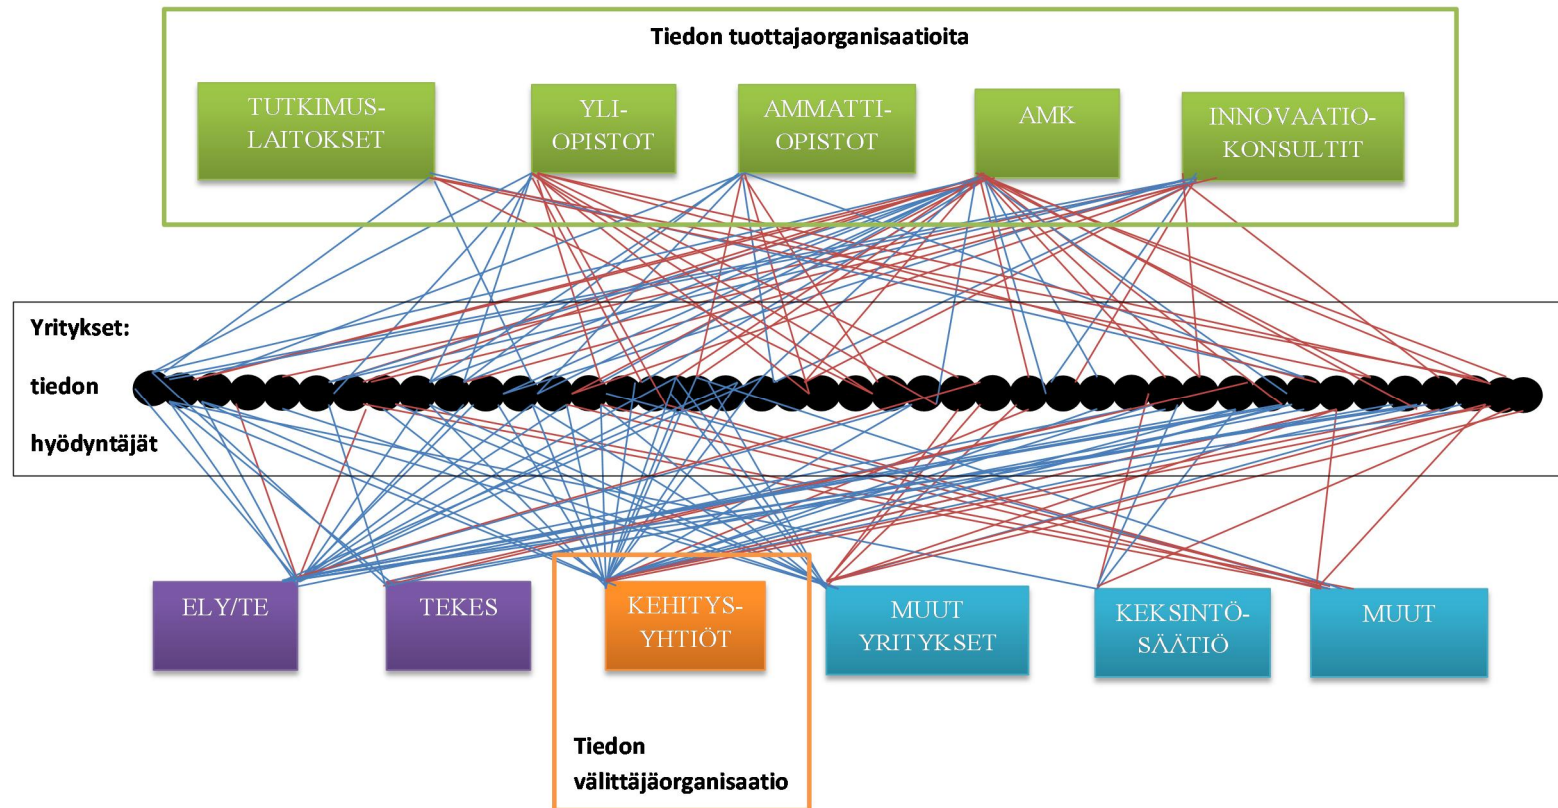 Tiedon tuottajaorganisaatioita
TUTKIMUS-
LAITOKSET
YLI-
OPISTOT
AMMATTI-
OPISTOT
AMK
INNOVAATIO-
KONSULTIT
Yritykset:
tiedon
hyödyntäjät
ELY/TE
TEKES
KEHITYS-
YHTIÖT
MUUT
YRITYKSET
KEKSINTÖ-
SÄÄTIÖ
MUUT
Tiedon
välittäjäorganisaatio